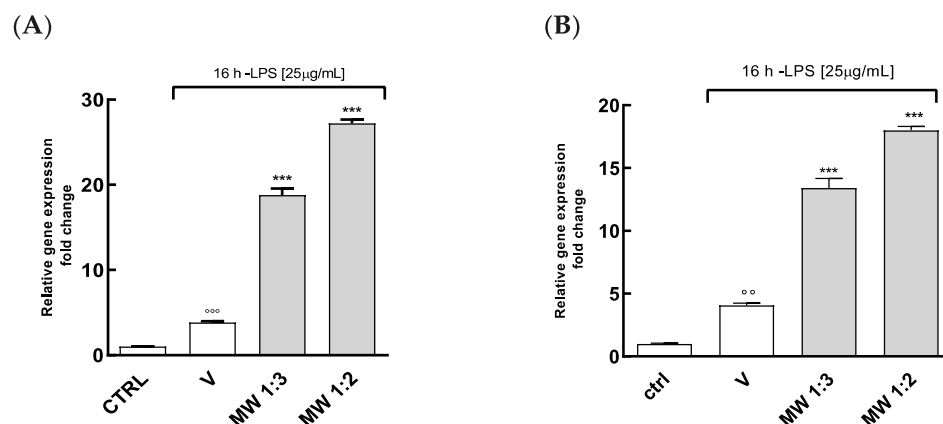 (A)
16 h -LPS [25μg/mL]
Relative gene expression
fold change
30
20
10
0
°°°
***
***
CTRL
V
MW 1:3
MW 1:2
(B)
16 h -LPS [25μg/mL]
Relative gene expression
fold change
20
15
10
5
0
°°
***
***
ctrl
V
MW 1:3
MW 1:2